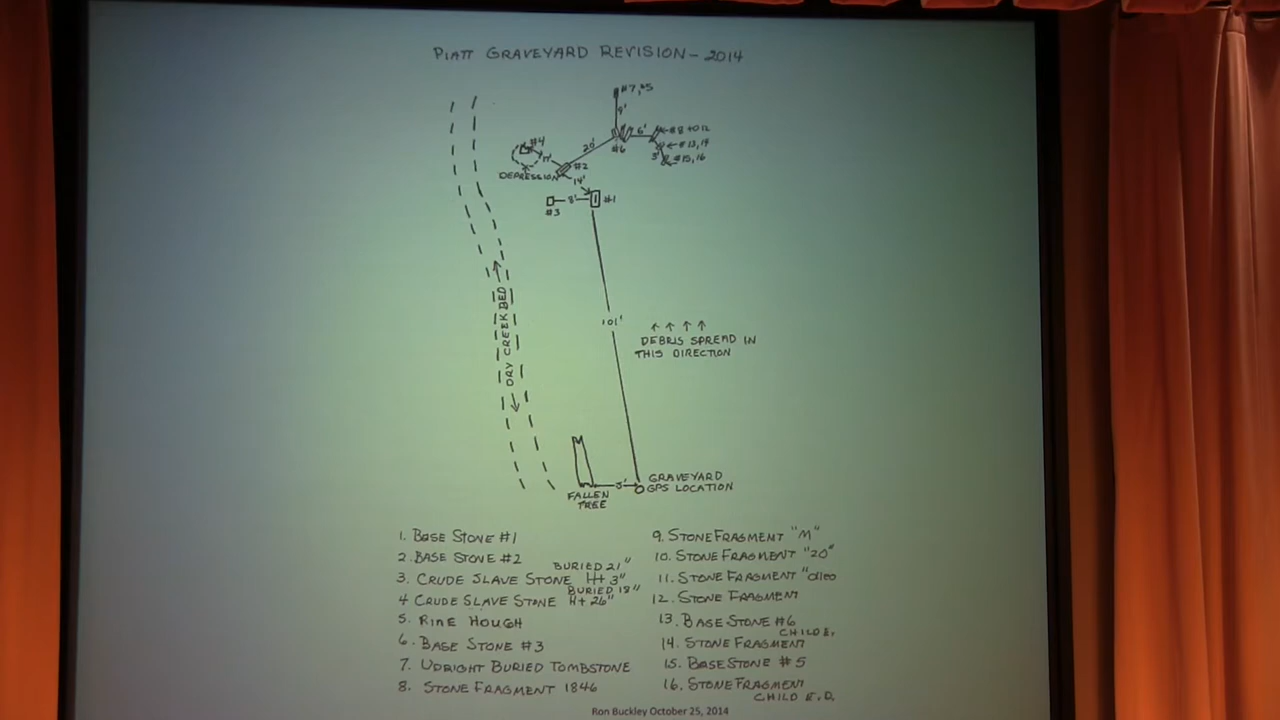 PIATT GRAVEYARD REVISION - 2014
#7, #5
9'
#4
20'
6'
#8 TO 12
#6
#13, 14
3'
#15, 16
#2
DEPRESSION
14'
8'
#1
#3
DRY CREEKBED
101'
DEBRIS SPREAD IN
THIS DIRECTION
GRAVEYARD
GPS LOCATION
FALLEN
TREE
1. BASE STONE #1
2. BASE STONE #2
BURIED 21"
3. CRUDE SLAVE STONE H+ 3"
BURIED 18"
4 CRUDE SLAVE STONE H+ 26"
5. RINE HOUGH
6. BASE STONE #3
7. UPRIGHT BURIED TOMBSTONE
8. STONE FRAGMENT 1846
9. STONE FRAGMENT "M"
10. STONE FRAGMENT "20"
11. STONE FRAGMENT
12. STONE FRAGMENT
13. BASE STONE #6
CHILD E.
14. STONE FRAGMENT
15. BASE STONE #5
16. STONE FRAGMENT
CHILD E.D.
Ron Buckley October 25, 2014